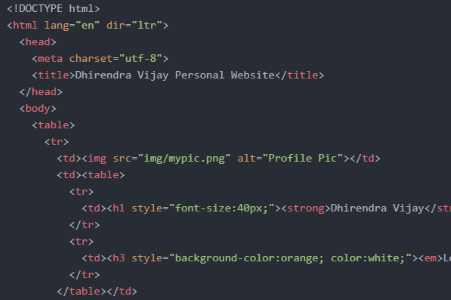 <!DOCTYPE html>
<html lang="en" dir="ltr">
<head>
<meta charset="utf-8">
<title>Dhirendra Vijay Personal Website</title>
</head>
<body>
<table>
<tr>
<td><img src="img/mypic.png" alt="Profile Pic"></td>
<td><table>
<tr>
<td><h1 style="font-size:40px;"><strong>Dhirendra Vijay</st
</tr>
<tr>
<td><h3 style="background-color:orange; color:white;"><em>L
</tr>
</table></td>